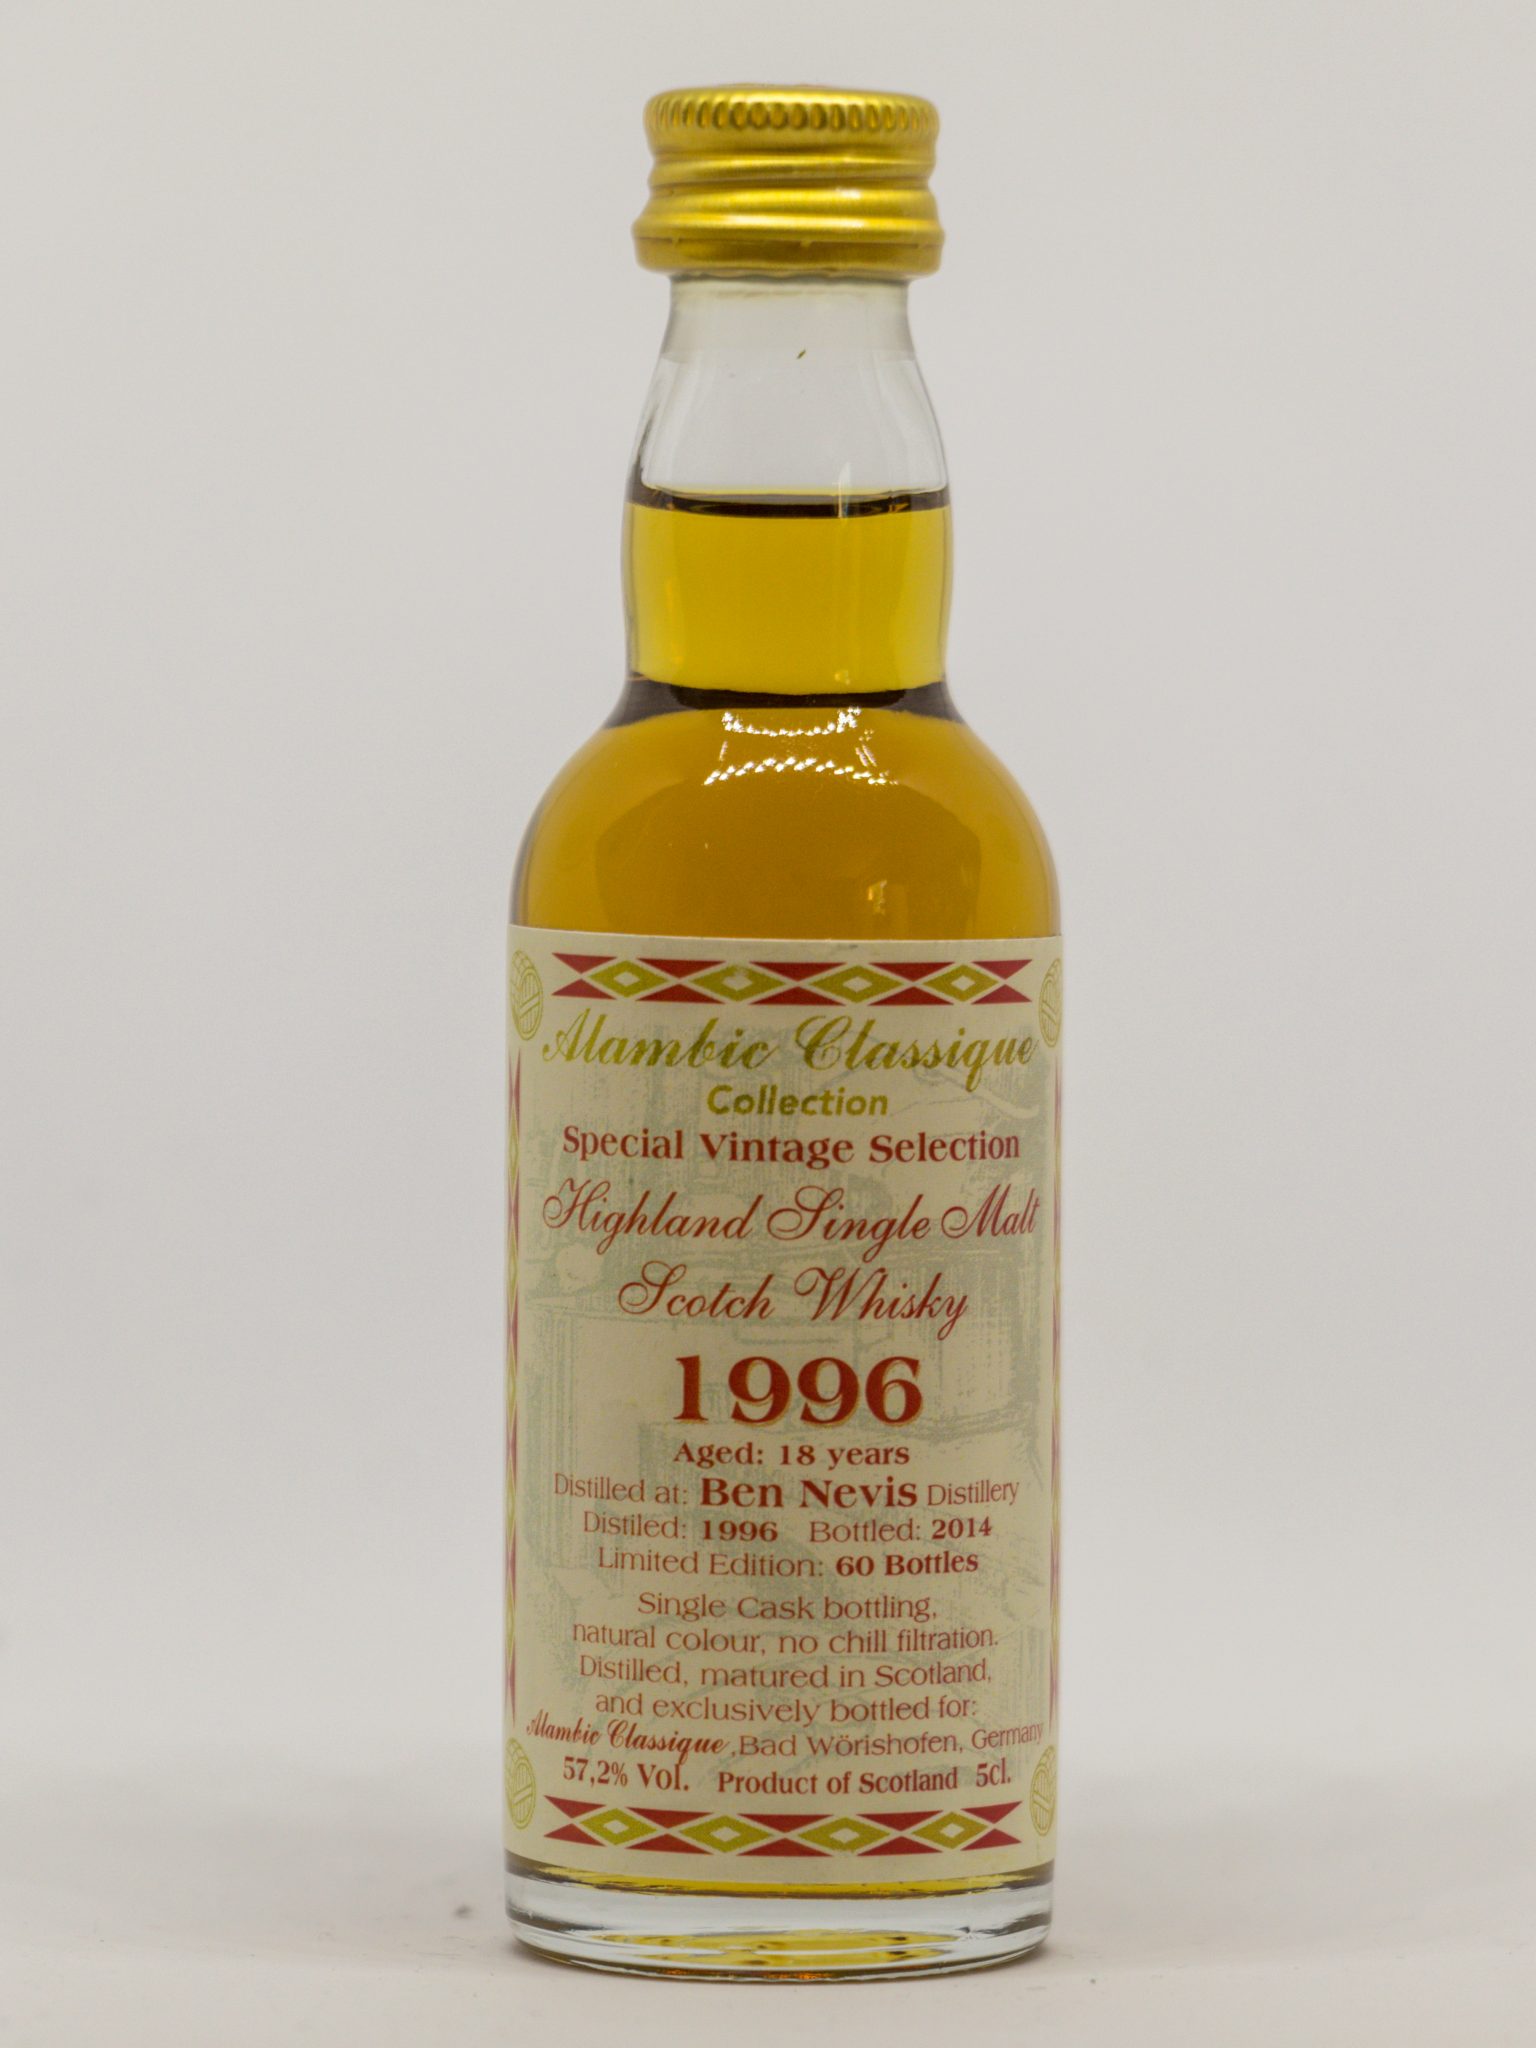 Alambic Classique
Collection
Special Vintage Selection
Highland Single Malt
Scotch Whisky
1996
Aged: 18 years
Distilled at: Ben Nevis Distillery
Distiled: 1996 Bottled: 2014
Limited Edition: 60 Bottles
Single Cask bottling,
natural colour, no chill filtration.
Distilled, matured in Scotland,
and exclusively bottled for:
Alambic Classique, Bad Wörishofen, Germany
57,2% Vol. Product of Scotland 5cl.